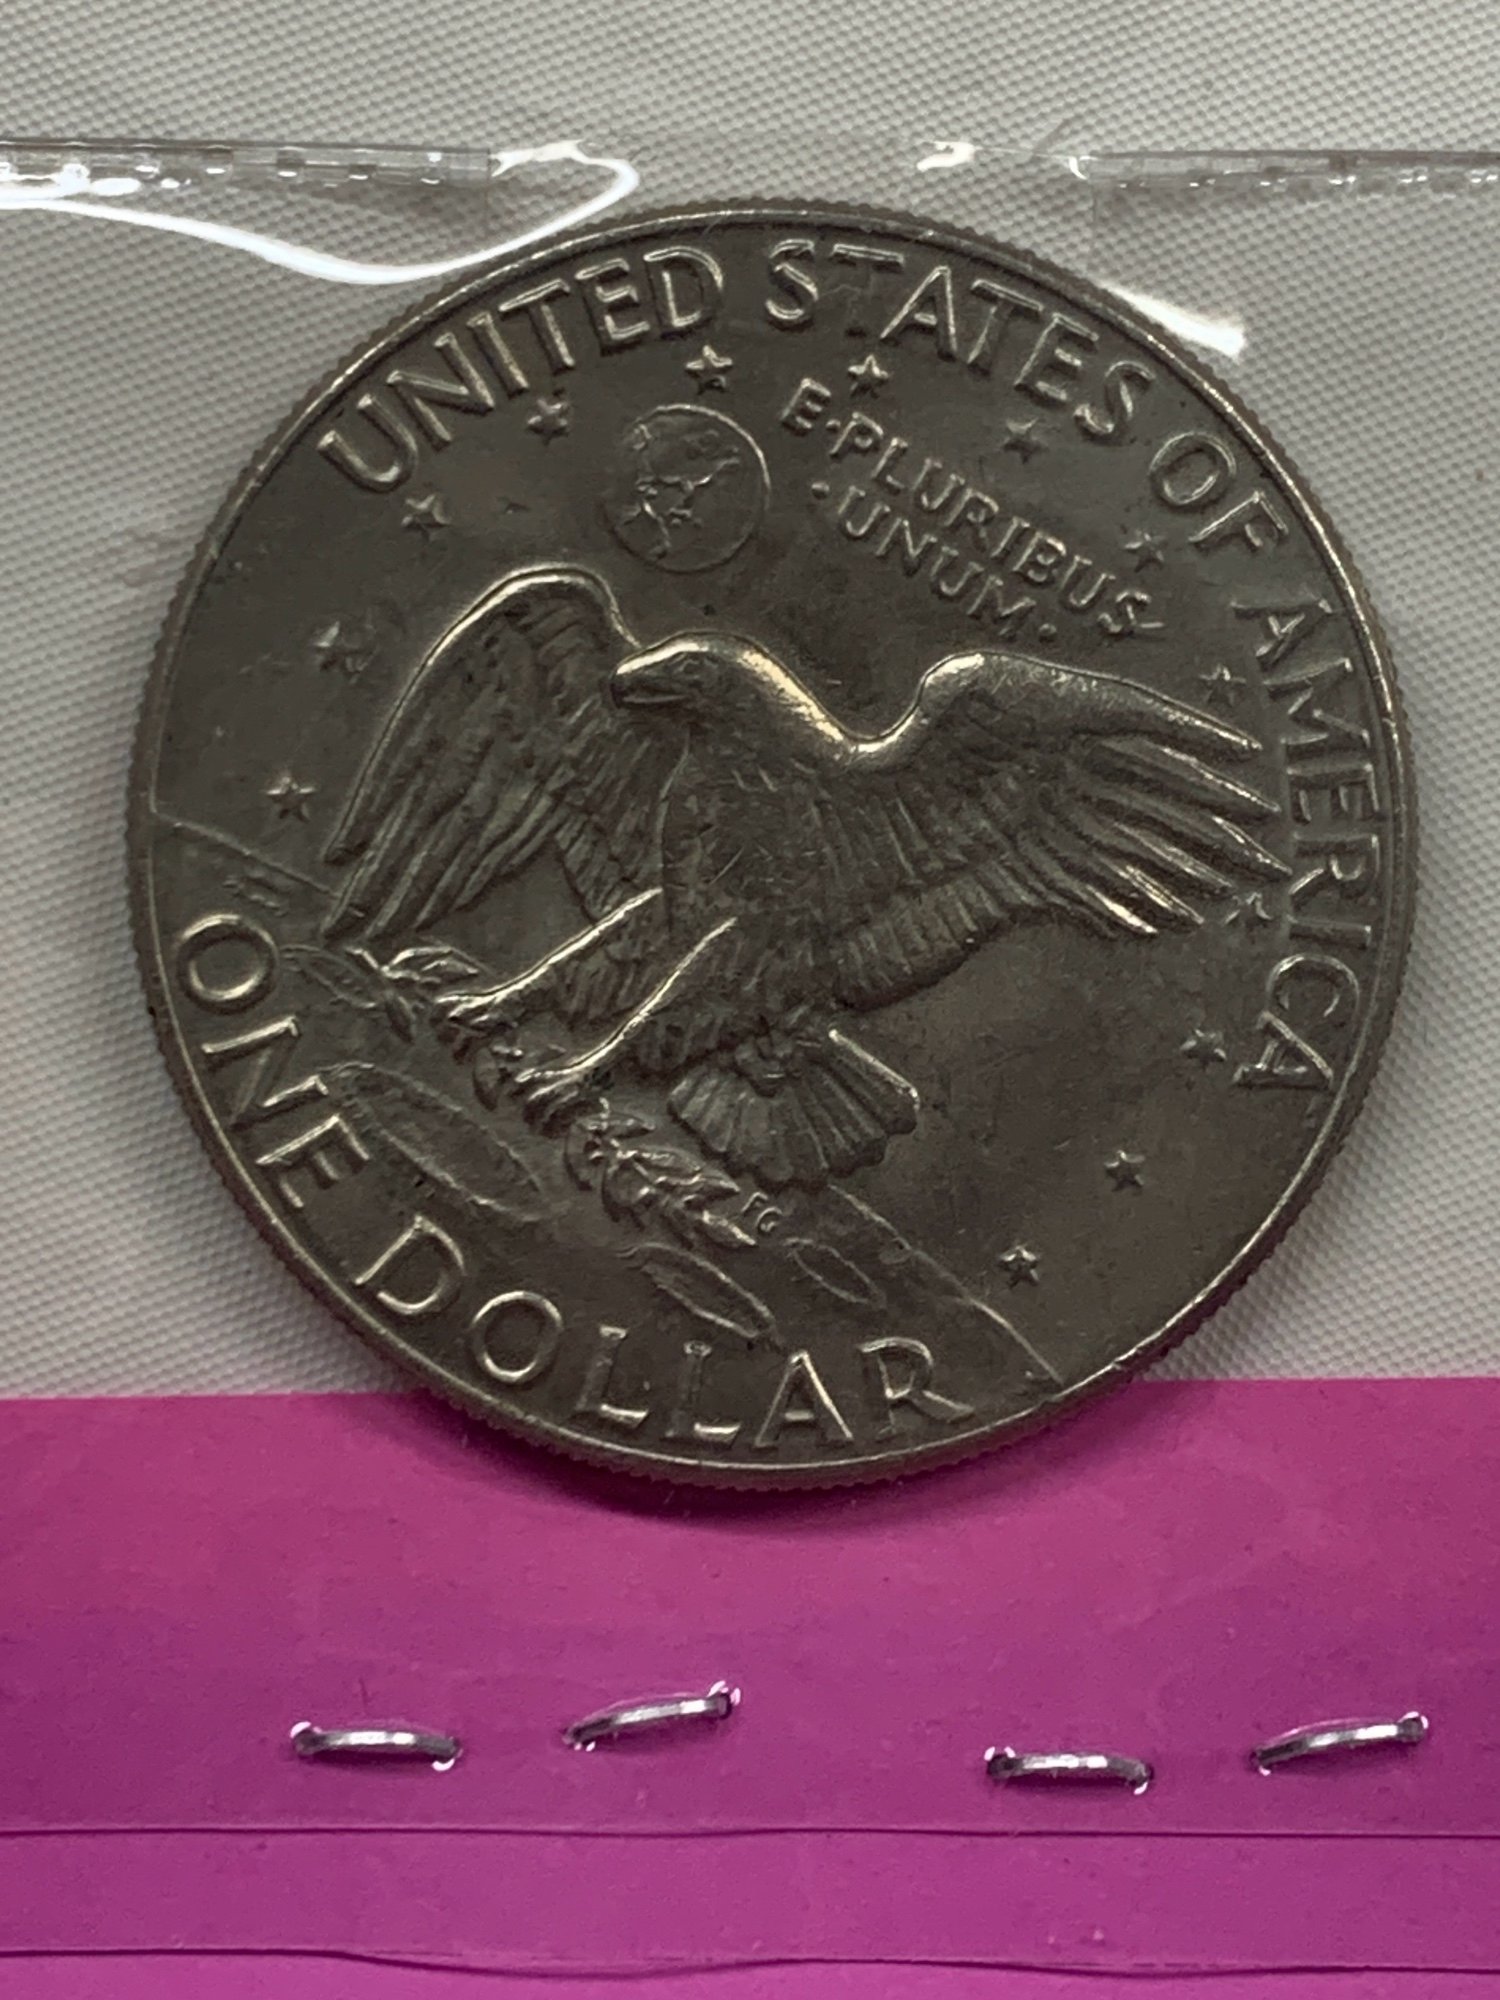 UNITED STATES OF AMERICA
E·PLURIBUS
·UNUM·
FG
ONE DOLLAR